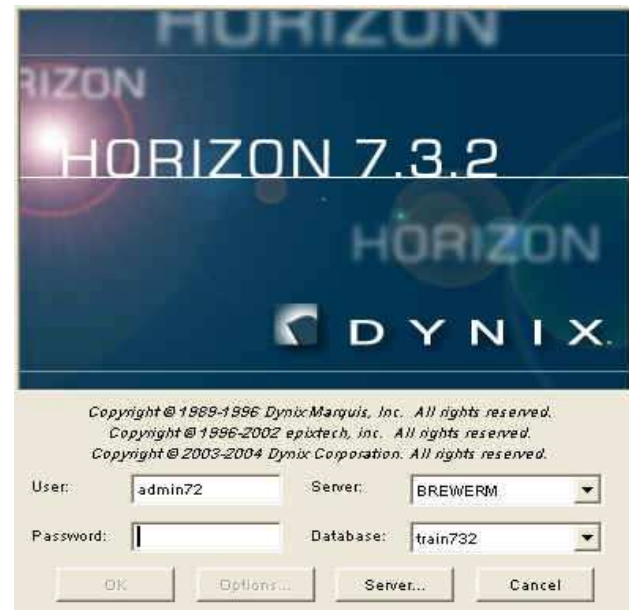 HORIZON
RIZON
HORIZON 7.3.2
HORIZON
DYNIX
Copyright © 1989-1996 Dynix Marquis, Inc. All rights reserved.
Copyright © 1996-2002 epixtech, inc. All rights reserved.
Copyright © 2003-2004 Dynix Corporation. All rights reserved.
User: admin72 Server: BREWERM
Password: Database: train732
OK Options... Server... Cancel